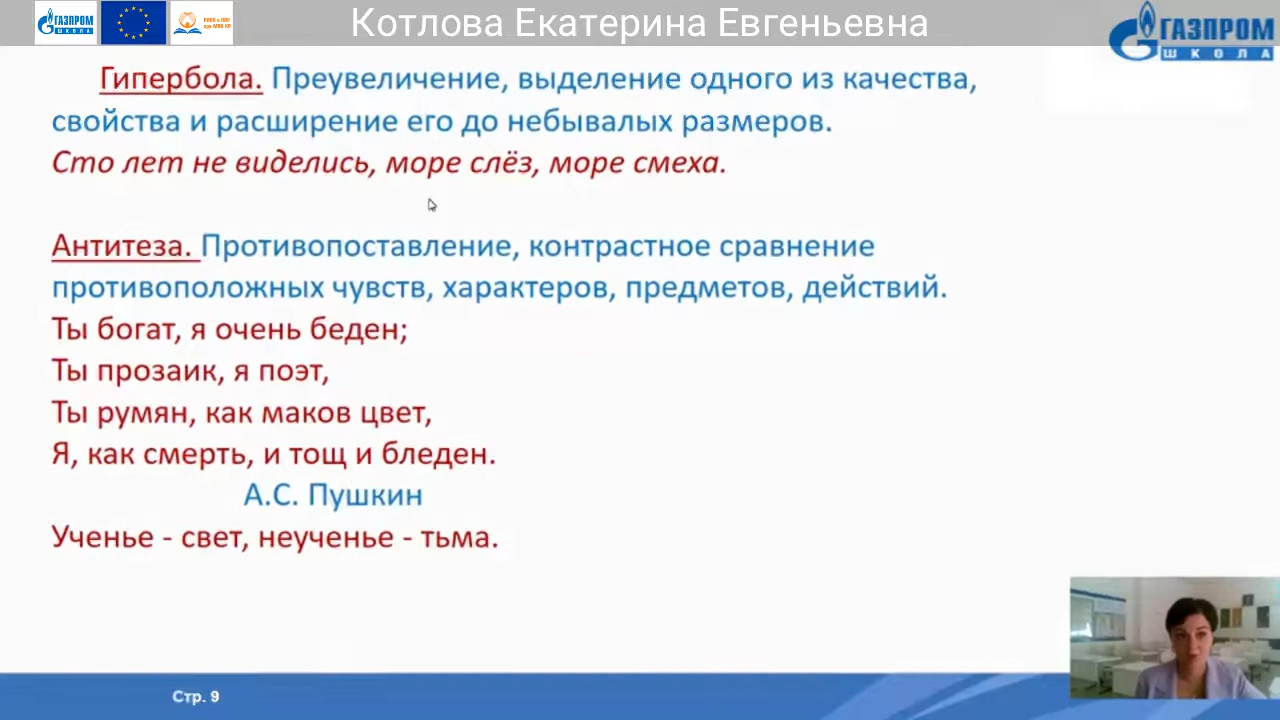 ГАЗПРОМ
ШКОЛА
Котлова Екатерина Евгеньевна
ГАЗПРОМ
ШКОЛА
Гипербола. Преувеличение, выделение одного из качества,
свойства и расширение его до небывалых размеров.
Сто лет не виделись, море слёз, море смеха.
Антитеза. Противопоставление, контрастное сравнение
противоположных чувств, характеров, предметов, действий.
Ты богат, я очень беден;
Ты прозаик, я поэт,
Ты румян, как маков цвет,
Я, как смерть, и тощ и бледен.
А.С. Пушкин
Ученье - свет, неученье - тьма.
Стр. 9